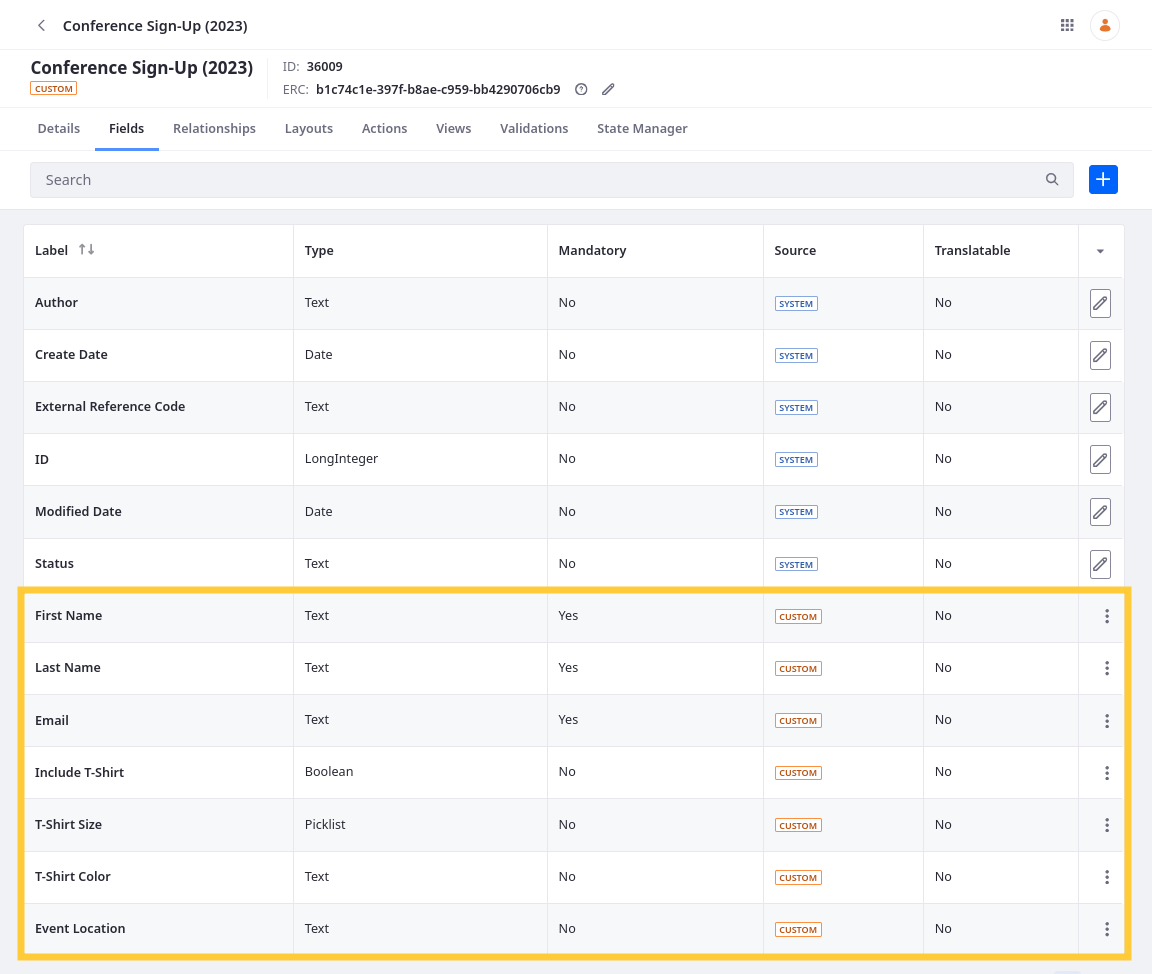 Conference Sign-Up (2023)
Conference Sign-Up (2023)
CUSTOM
ID: 36009
ERC: b1c74c1e-397f-b8ae-c959-bb4290706cb9
Details Fields Relationships Layouts Actions Views Validations State Manager
Search
Label Type Mandatory Source Translatable
Author Text No SYSTEM No
Create Date Date No SYSTEM No
External Reference Code Text No SYSTEM No
ID LongInteger No SYSTEM No
Modified Date Date No SYSTEM No
Status Text No SYSTEM No
First Name Text Yes CUSTOM No
Last Name Text Yes CUSTOM No
Email Text Yes CUSTOM No
Include T-Shirt Boolean No CUSTOM No
T-Shirt Size Picklist No CUSTOM No
T-Shirt Color Text No CUSTOM No
Event Location Text No CUSTOM No